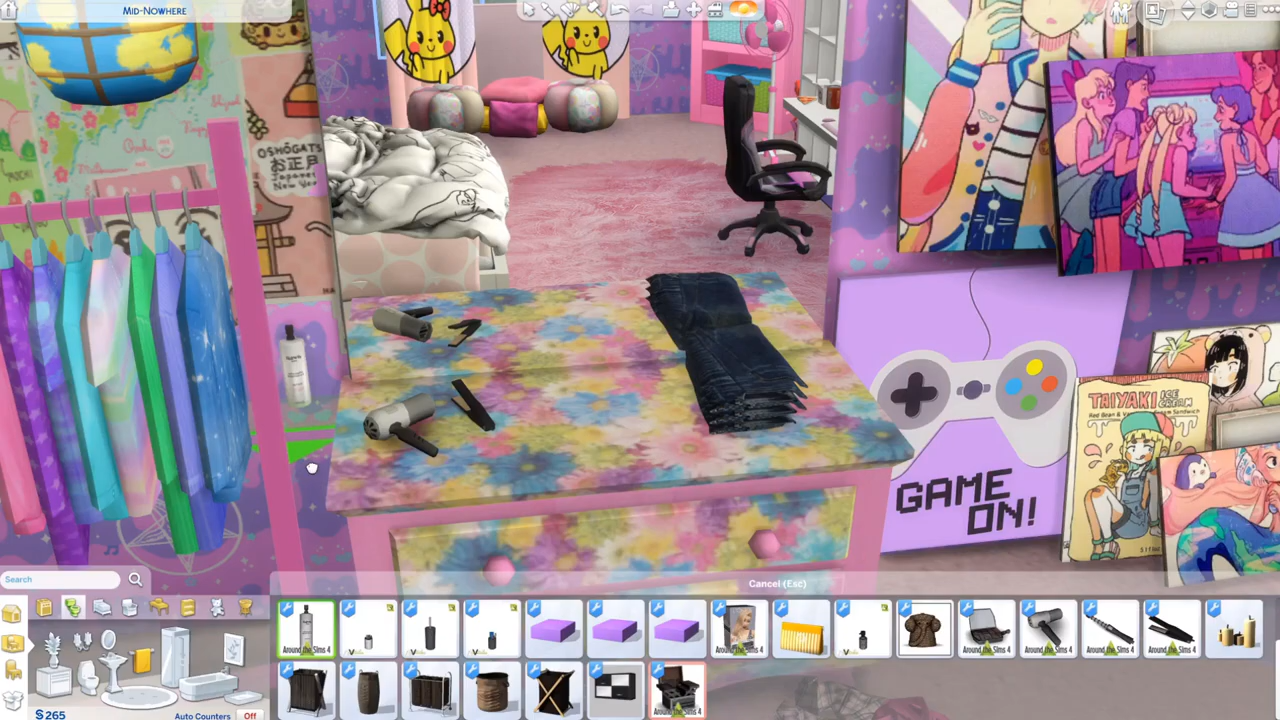 Mid-Nowhere
OSHŌGATS
お正月
Japanese
New Year
TAIYAKI ICE
CREAM
GAME
ON!
Cancel (Esc)
Search
Around the Sims 4
Around the Sims 4
Around the Sims 4
Around the Sims 4
Around the Sims 4
Around the Sims 4
Around the Sims 4
§265
Auto Counters
Off